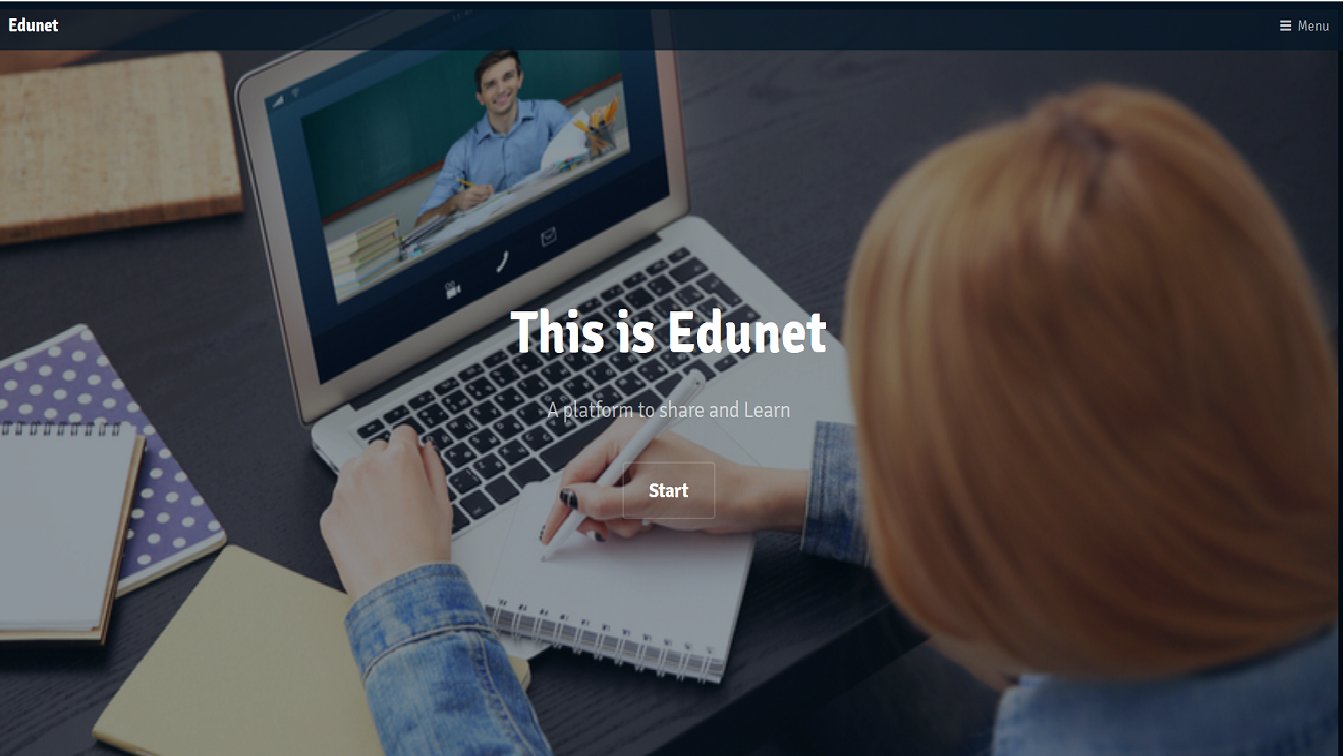 Edunet
Menu
This is Edunet
A platform to share and Learn
Start